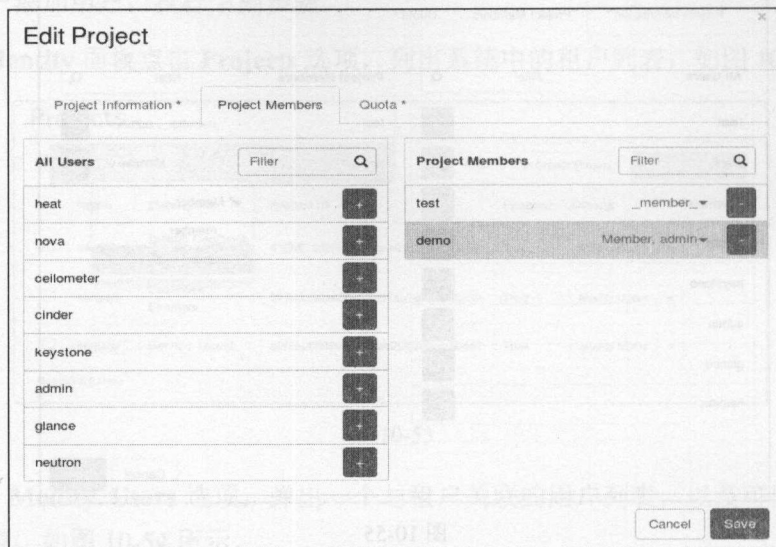 ×
Edit Project
Project Information *
Project Members
Quota *
All Users
Filter
heat
+
nova
+
ceilometer
+
cinder
+
keystone
+
admin
+
glance
+
neutron
+
Project Members
Filter
test
_member_
-
demo
Member, admin
-
Cancel
Save